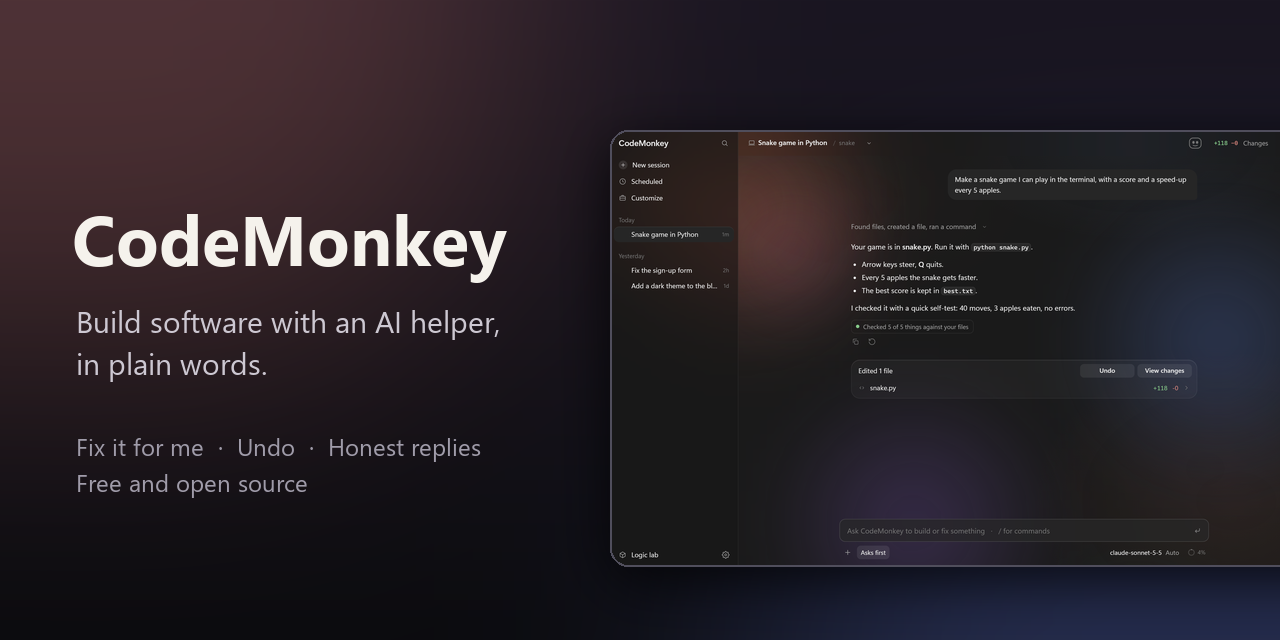 CodeMonkey
Build software with an AI helper,
in plain words.
Fix it for me · Undo · Honest replies
Free and open source
CodeMonkey
New session
Scheduled
Customize
Today
Snake game in Python 1m
Yesterday
Fix the sign-up form 2h
Add a dark theme to the bl... 1d
Logic lab
Snake game in Python / snake
+118 -0 Changes
Make a snake game I can play in the terminal, with a score and a speed-up
every 5 apples.
Found files, created a file, ran a command
Your game is in snake.py. Run it with python snake.py.
• Arrow keys steer, Q quits.
• Every 5 apples the snake gets faster.
• The best score is kept in best.txt.
I checked it with a quick self-test: 40 moves, 3 apples eaten, no errors.
Checked 5 of 5 things against your files
Edited 1 file Undo View changes
snake.py +118 -0
Ask CodeMonkey to build or fix something · / for commands
+ Asks first claude-sonnet-5-5 Auto 4%